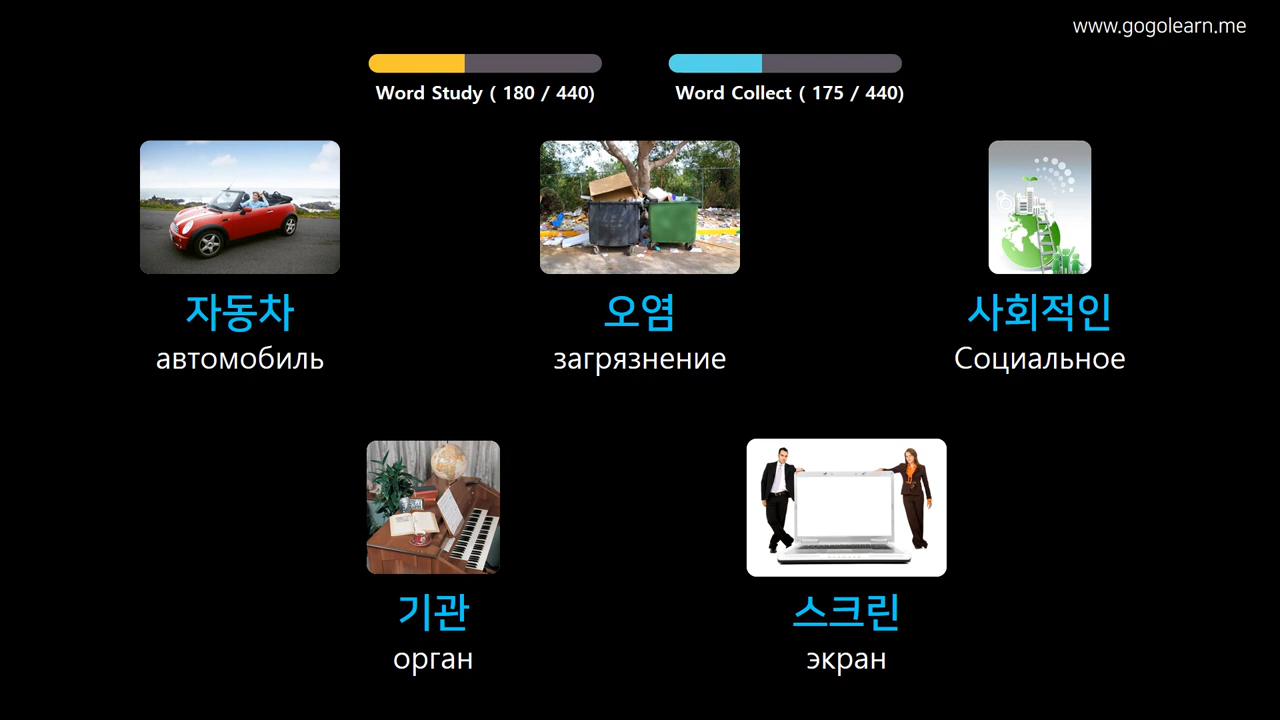 www.gogolearn.me
Word Study ( 180 / 440)
Word Collect ( 175 / 440)
자동차
автомобиль
오염
загрязнение
사회적인
Социальное
기관
орган
스크린
экран